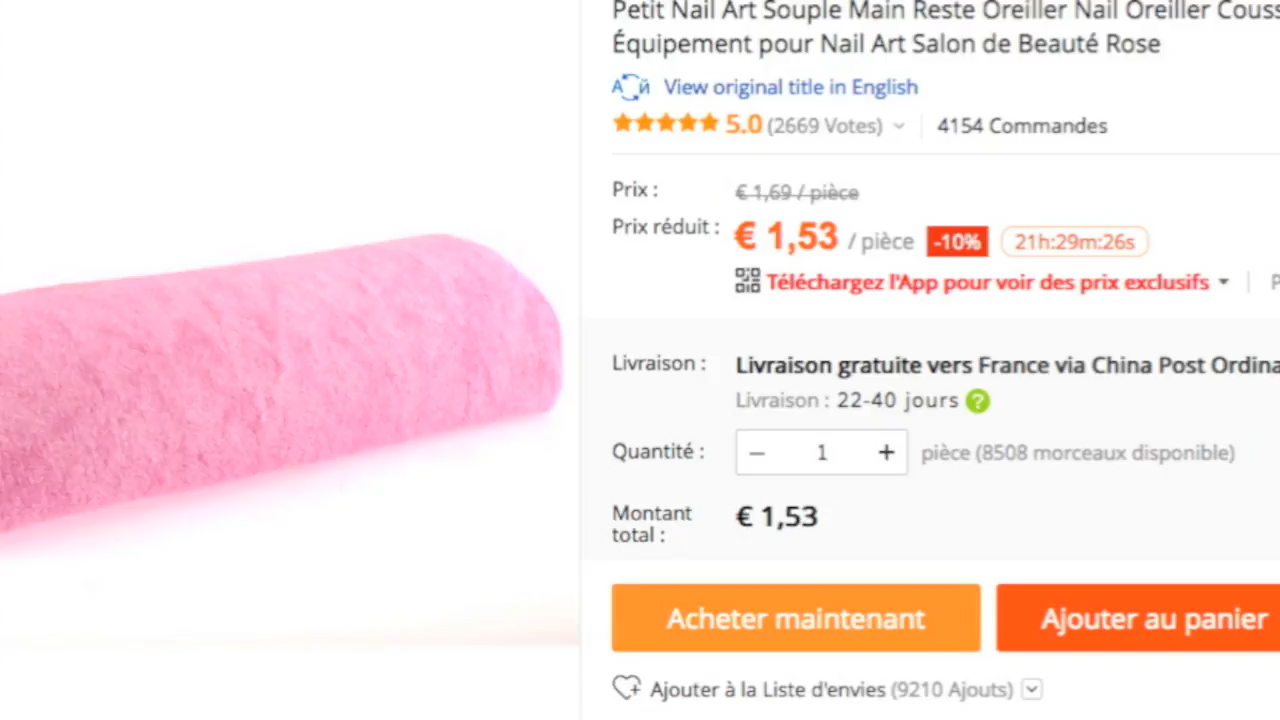 Petit Nail Art Souple Main Reste Oreiller Nail Oreiller
Équipement pour Nail Art Salon de Beauté Rose
View original title in English
5.0 (2669 Votes) 4154 Commandes
Prix : € 1,69 / pièce
Prix réduit : € 1,53 / pièce -10% 21h:29m:26s
Téléchargez l'App pour voir des prix exclusifs
Livraison : Livraison gratuite vers France via China Post
Livraison : 22-40 jours ?
Quantité : − 1 + pièce (8508 morceaux disponible)
Montant
total : € 1,53
Acheter maintenant Ajouter au panier
Ajouter à la Liste d'envies (9210 Ajouts)